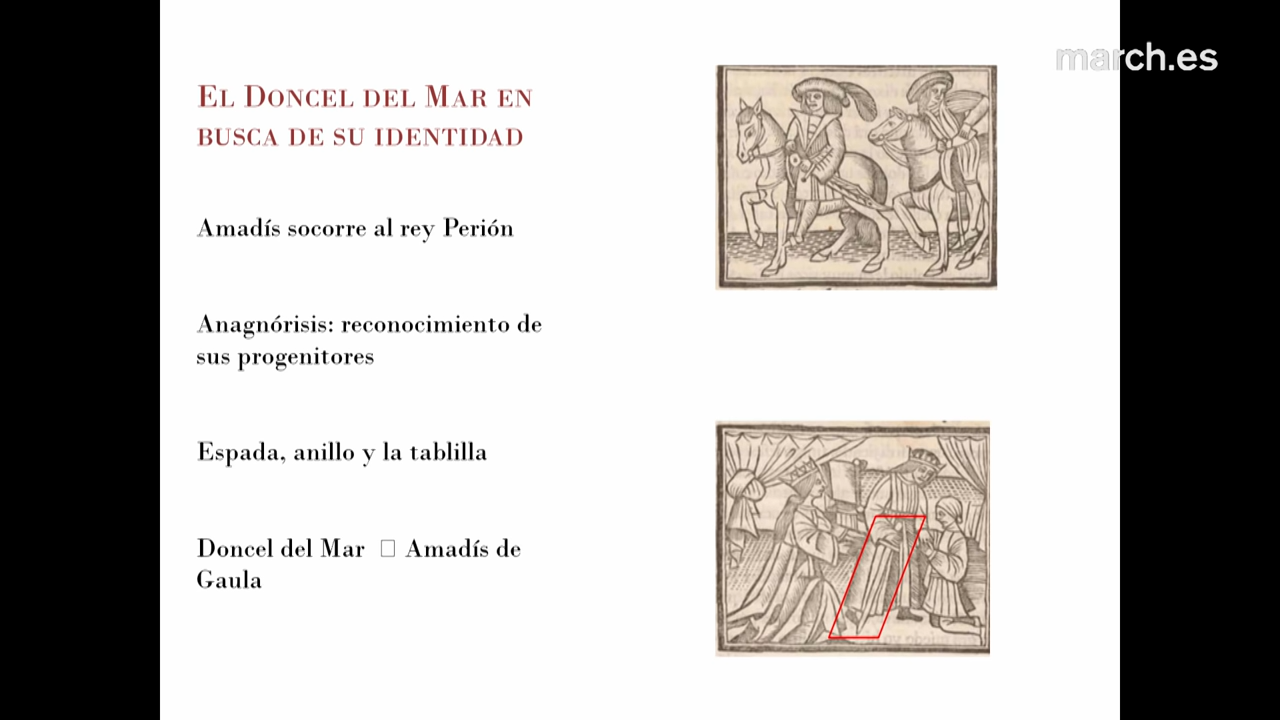 march.es
EL DONCEL DEL MAR EN
BUSCA DE SU IDENTIDAD
Amadís socorre al rey Perión
Anagnórisis: reconocimiento de
sus progenitores
Espada, anillo y la tablilla
Doncel del Mar □ Amadís de
Gaula